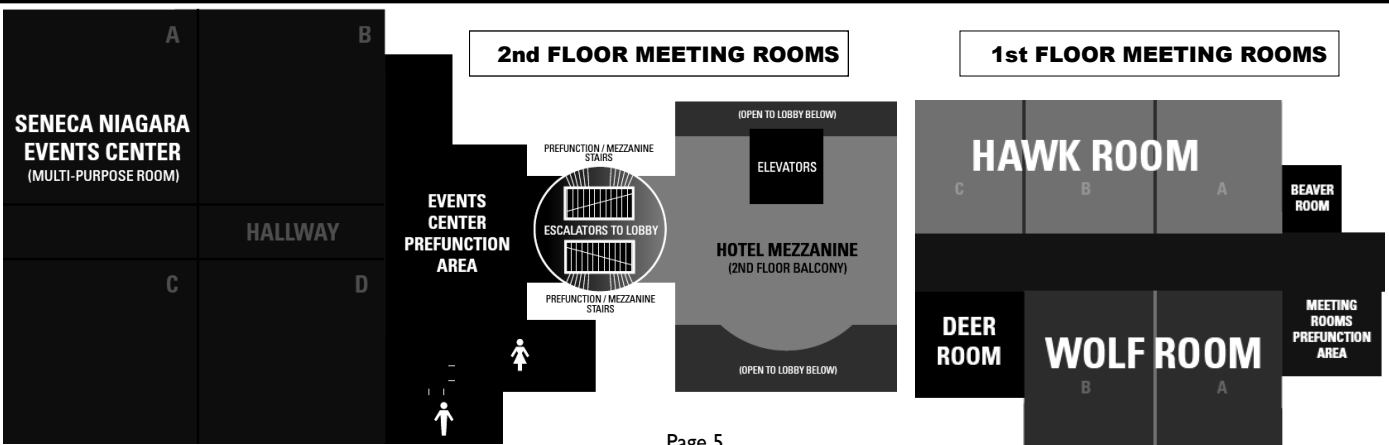 2nd FLOOR MEETING ROOMS
1st FLOOR MEETING ROOMS
A
B
SENECA NIAGARA
EVENTS CENTER
(MULTI-PURPOSE ROOM)
HALLWAY
C
D
EVENTS
CENTER
PREFUNCTION
AREA
PREFUNCTION / MEZZANINE
STAIRS
ESCALATORS TO LOBBY
PREFUNCTION / MEZZANINE
STAIRS
(OPEN TO LOBBY BELOW)
ELEVATORS
HOTEL MEZZANINE
(2ND FLOOR BALCONY)
(OPEN TO LOBBY BELOW)
HAWK ROOM
C
B
A
BEAVER
ROOM
DEER
ROOM
WOLF ROOM
B
A
MEETING
ROOMS
PREFUNCTION
AREA
Page 5